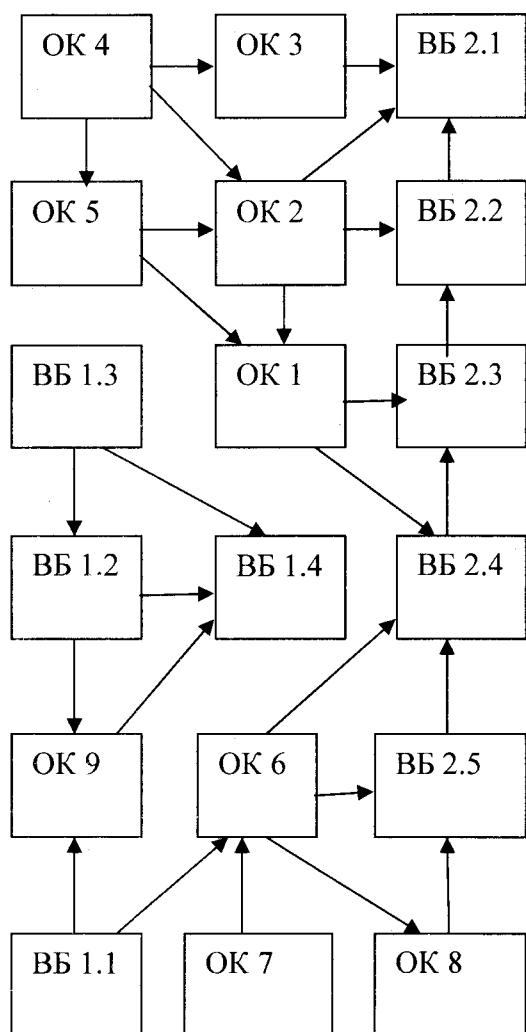 ОК 4
ОК 3
ВБ 2.1
ОК 5
ОК 2
ВБ 2.2
ВБ 1.3
ОК 1
ВБ 2.3
ВБ 1.2
ВБ 1.4
ВБ 2.4
ОК 9
ОК 6
ВБ 2.5
ВБ 1.1
ОК 7
ОК 8